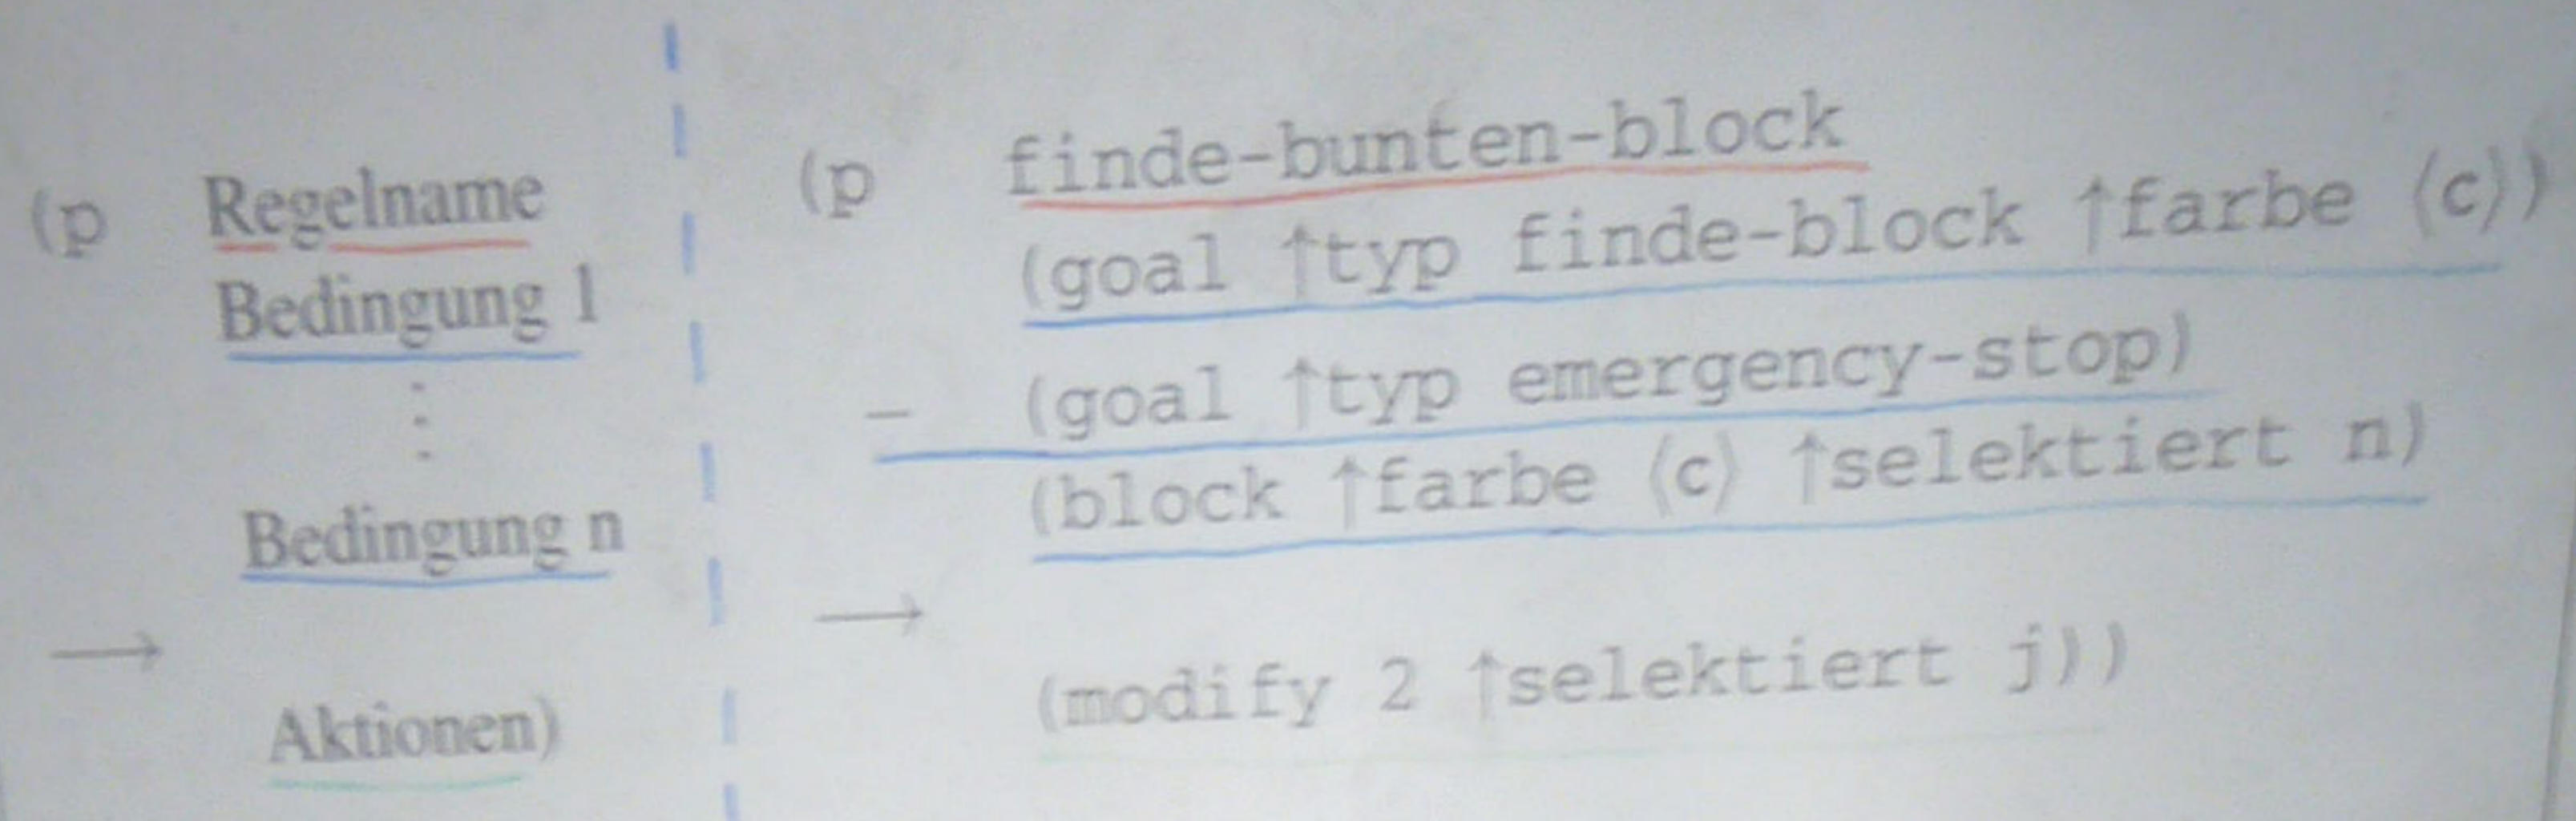 (p Regelname
Bedingung 1
⋮
Bedingung n
→
Aktionen)
(p finde-bunten-block
(goal ↑typ finde-block ↑farbe ⟨c⟩)
– (goal ↑typ emergency-stop)
(block ↑farbe ⟨c⟩ ↑selektiert n)
→
(modify 2 ↑selektiert j))